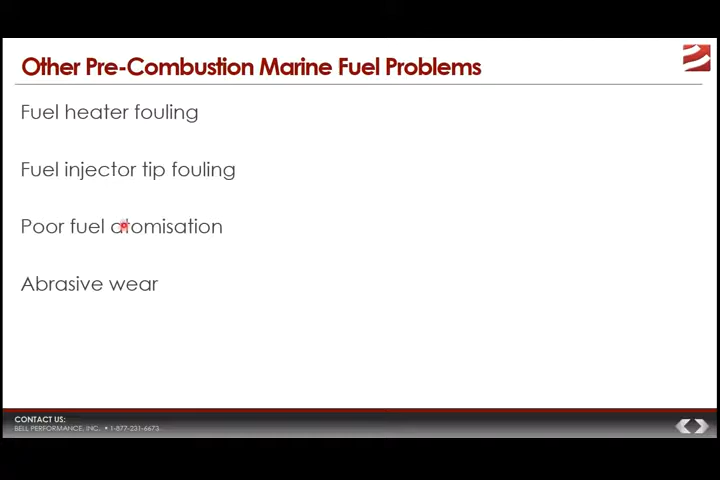 Other Pre-Combustion Marine Fuel Problems
Fuel heater fouling
Fuel injector tip fouling
Poor fuel atomisation
Abrasive wear
CONTACT US:
BELL PERFORMANCE, INC. • 1-877-231-6673